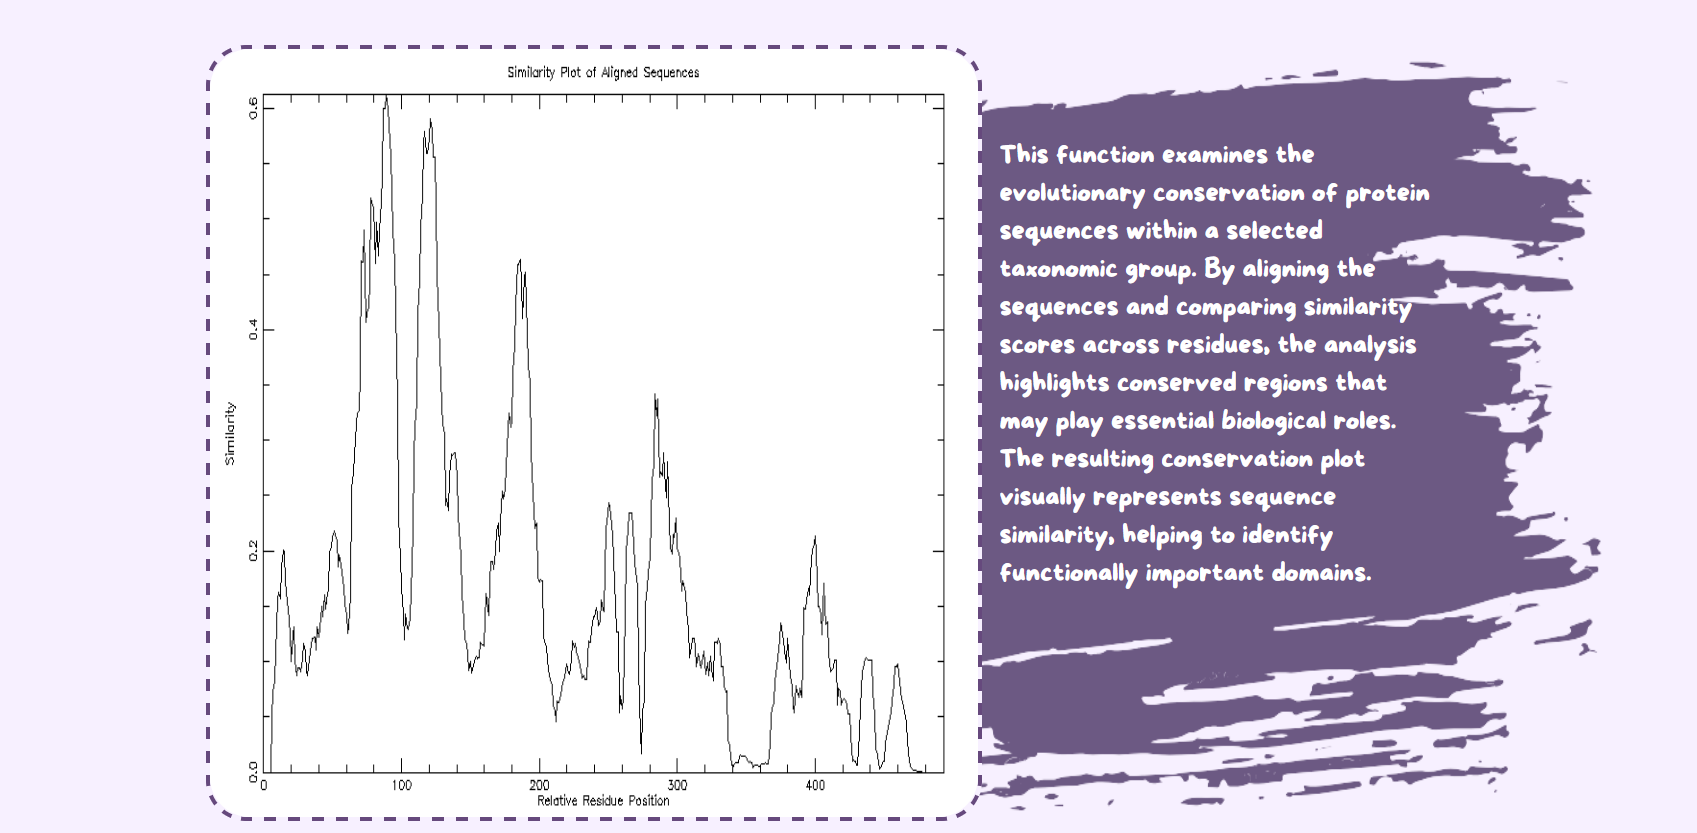 Similarity Plot of Aligned Sequences
0.6
0.4
0.2
0.0
Similarity
0
100
200
300
400
Relative Residue Position
This function examines the
evolutionary conservation of protein
sequences within a selected
taxonomic group. By aligning the
sequences and comparing similarity
scores across residues, the analysis
highlights conserved regions that
may play essential biological roles.
The resulting conservation plot
visually represents sequence
similarity, helping to identify
functionally important domains.